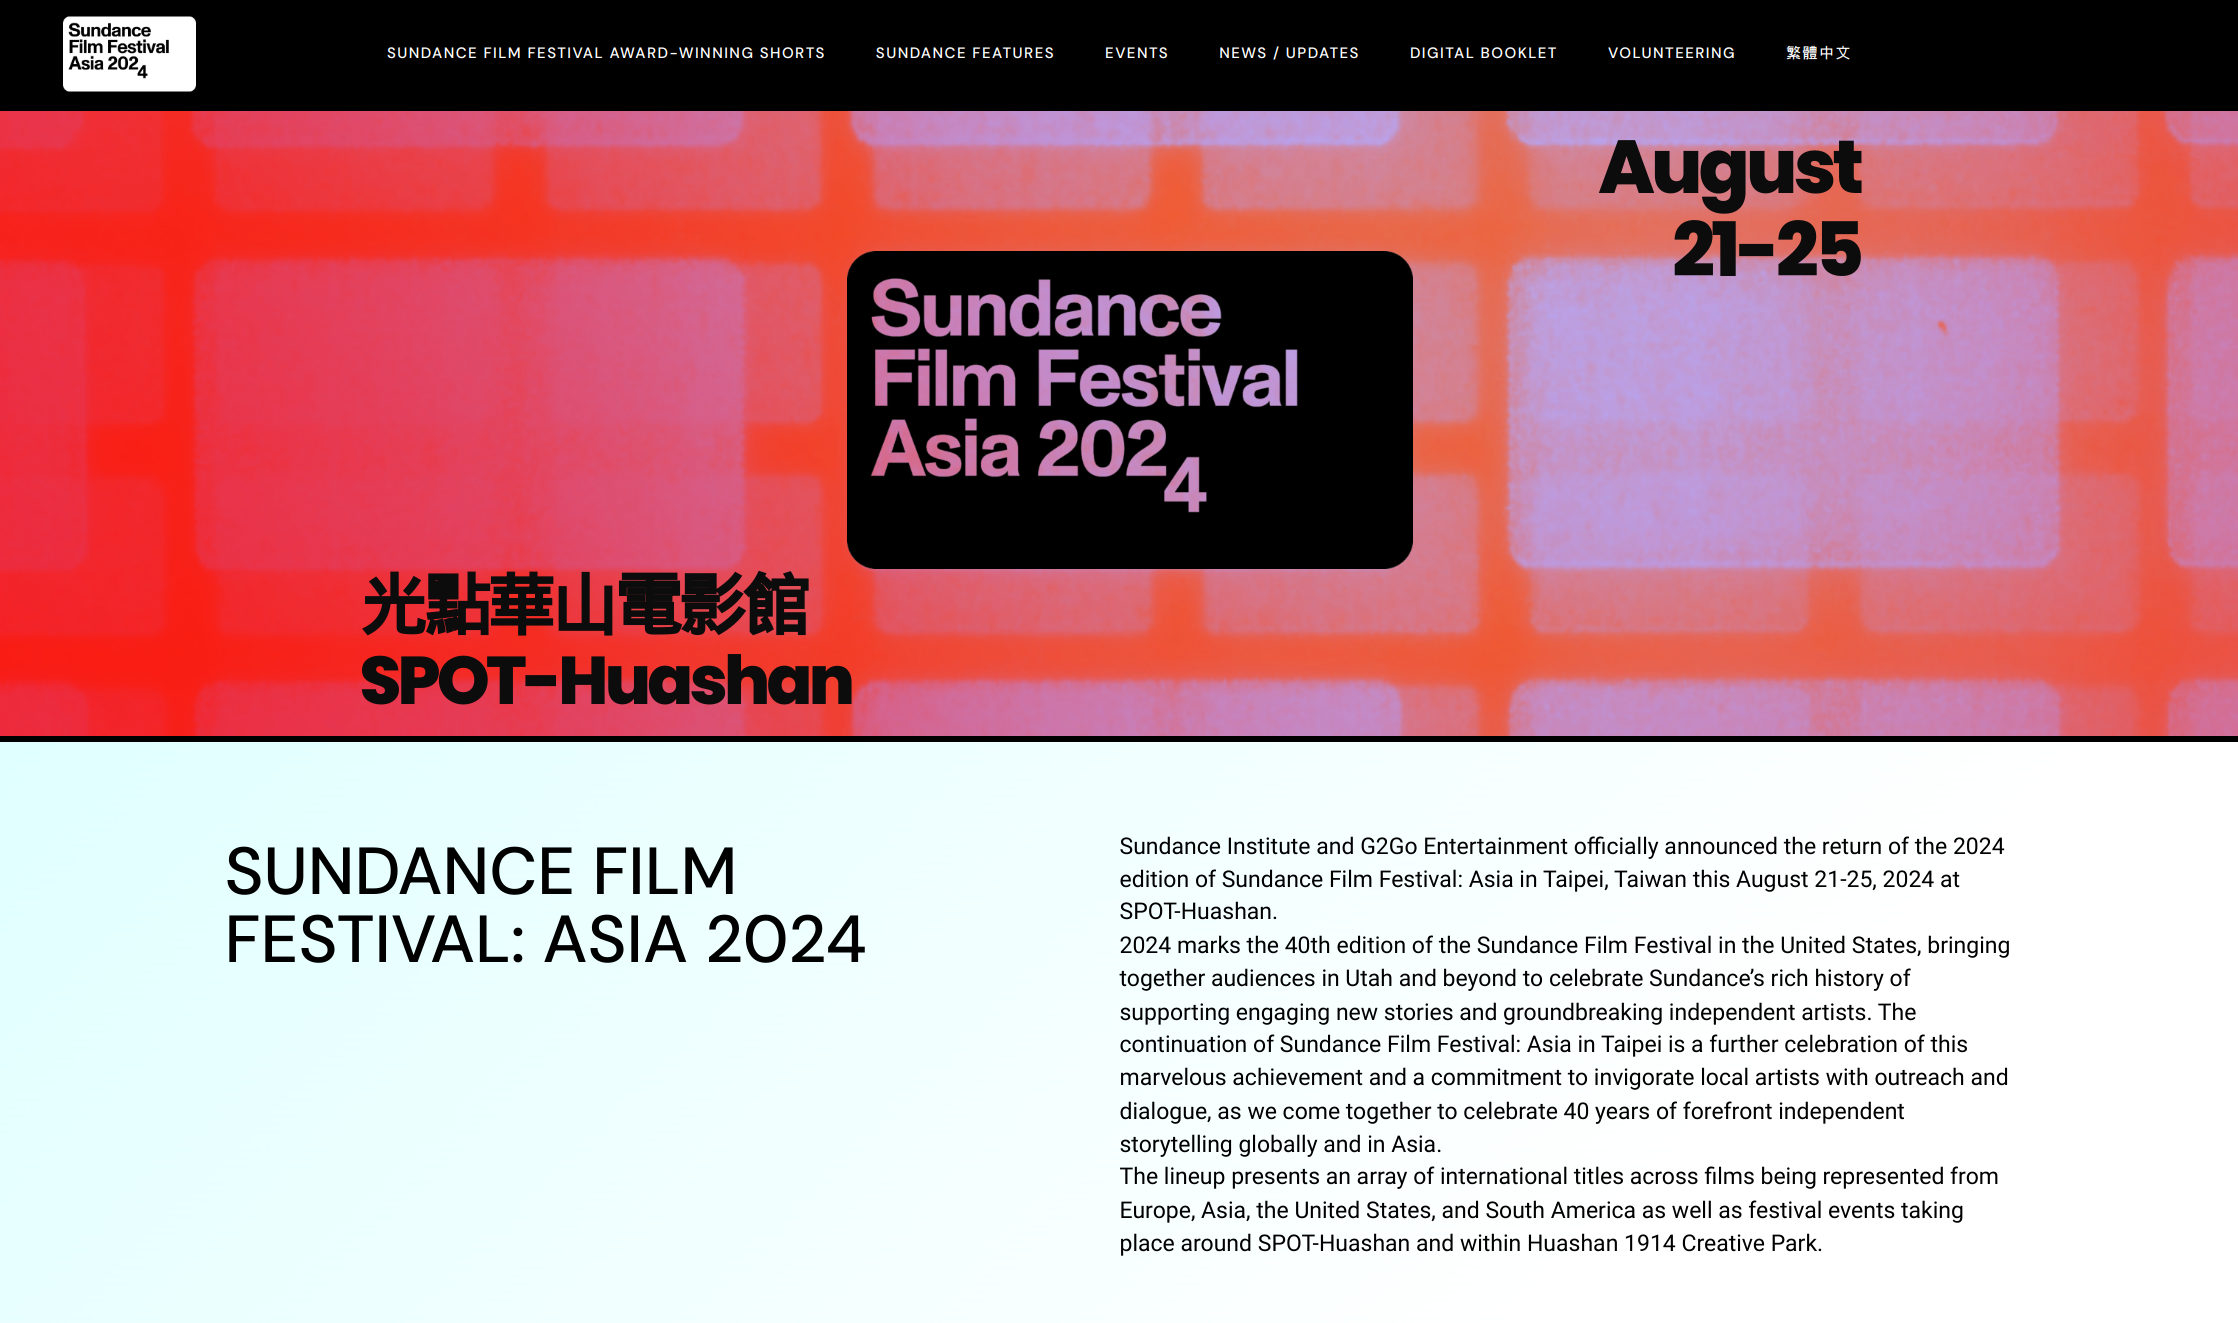 Sundance
Film Festival
Asia 2024
SUNDANCE FILM FESTIVAL AWARD-WINNING SHORTS
SUNDANCE FEATURES
EVENTS
NEWS / UPDATES
DIGITAL BOOKLET
VOLUNTEERING
繁體中文
August
21-25
Sundance
Film Festival
Asia 2024
光點華山電影館
SPOT-Huashan
SUNDANCE FILM
FESTIVAL: ASIA 2024
Sundance Institute and G2Go Entertainment officially announced the return of the 2024
edition of Sundance Film Festival: Asia in Taipei, Taiwan this August 21-25, 2024 at
SPOT-Huashan.
2024 marks the 40th edition of the Sundance Film Festival in the United States, bringing
together audiences in Utah and beyond to celebrate Sundance’s rich history of
supporting engaging new stories and groundbreaking independent artists. The
continuation of Sundance Film Festival: Asia in Taipei is a further celebration of this
marvelous achievement and a commitment to invigorate local artists with outreach and
dialogue, as we come together to celebrate 40 years of forefront independent
storytelling globally and in Asia.
The lineup presents an array of international titles across films being represented from
Europe, Asia, the United States, and South America as well as festival events taking
place around SPOT-Huashan and within Huashan 1914 Creative Park.